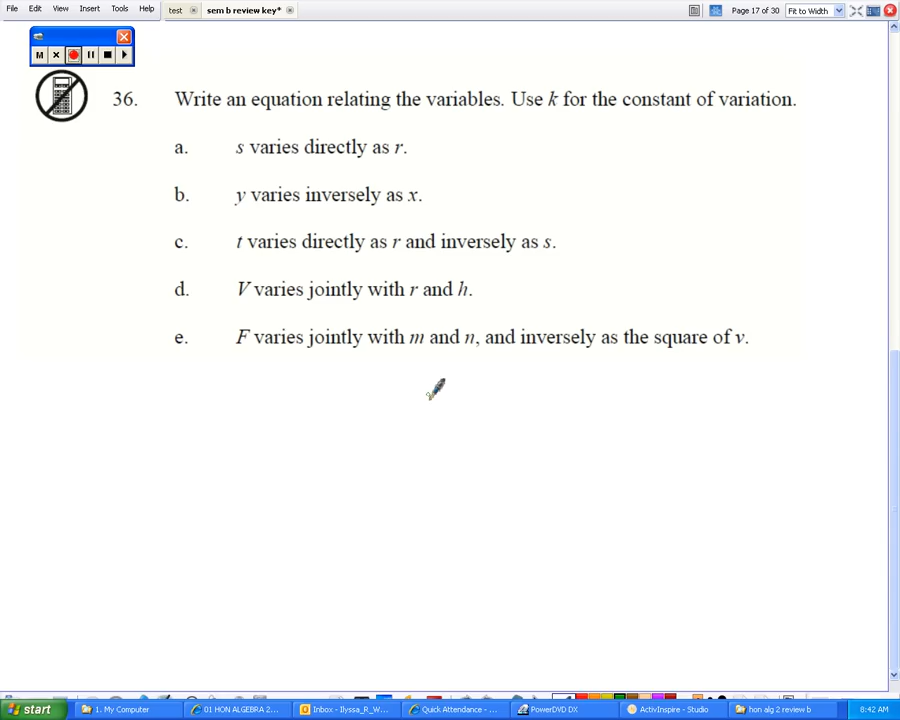 File Edit View Insert Tools Help test sem b review key* Page 17 of 30 Fit to Width
M
36. Write an equation relating the variables. Use k for the constant of variation.
a. s varies directly as r.
b. y varies inversely as x.
c. t varies directly as r and inversely as s.
d. V varies jointly with r and h.
e. F varies jointly with m and n, and inversely as the square of v.
start 1. My Computer 01 HON ALGEBRA 2... Inbox - Ilyssa_R_W... Quick Attendance - ... PowerDVD DX ActivInspire - Studio hon alg 2 review b 8:42 AM